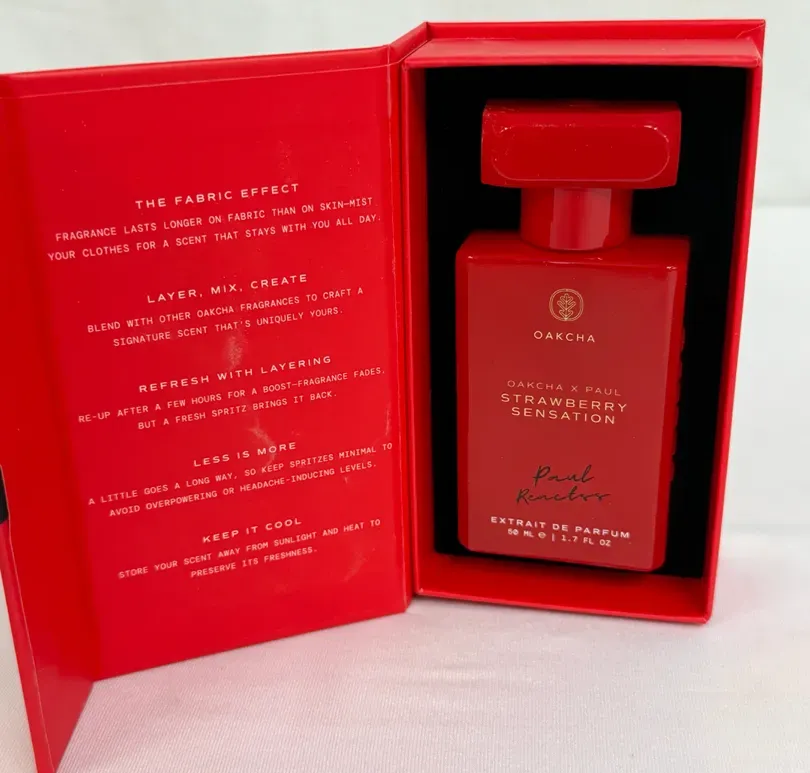 THE FABRIC EFFECT
FRAGRANCE LASTS LONGER ON FABRIC THAN ON SKIN—MIST
YOUR CLOTHES FOR A SCENT THAT STAYS WITH YOU ALL DAY.
LAYER, MIX, CREATE
BLEND WITH OTHER OAKCHA FRAGRANCES TO CRAFT A
SIGNATURE SCENT THAT'S UNIQUELY YOURS.
REFRESH WITH LAYERING
RE-UP AFTER A FEW HOURS FOR A BOOST—FRAGRANCE FADES,
BUT A FRESH SPRITZ BRINGS IT BACK.
LESS IS MORE
A LITTLE GOES A LONG WAY, SO KEEP SPRITZES MINIMAL TO
AVOID OVERPOWERING OR HEADACHE-INDUCING LEVELS.
KEEP IT COOL
STORE YOUR SCENT AWAY FROM SUNLIGHT AND HEAT TO
PRESERVE ITS FRESHNESS.
OAKCHA
OAKCHA X PAUL
STRAWBERRY
SENSATION
Paul
Reactss
EXTRAIT DE PARFUM
50 ML ℮ | 1.7 FL OZ